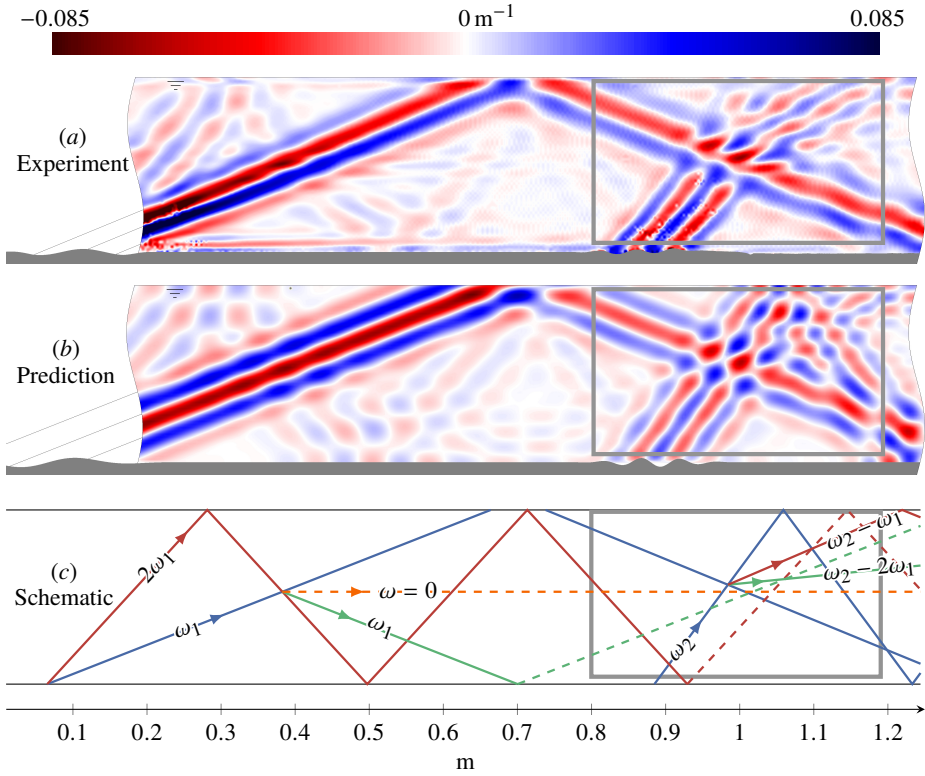 −0.085 0 m⁻¹ 0.085
(a)
Experiment
(b)
Prediction
(c)
Schematic
2ω₁
ω₁
ω = 0
ω₁
ω₂
ω₂ − ω₁
ω₂ − 2ω₁
0.1 0.2 0.3 0.4 0.5 0.6 0.7 0.8 0.9 1 1.1 1.2
m